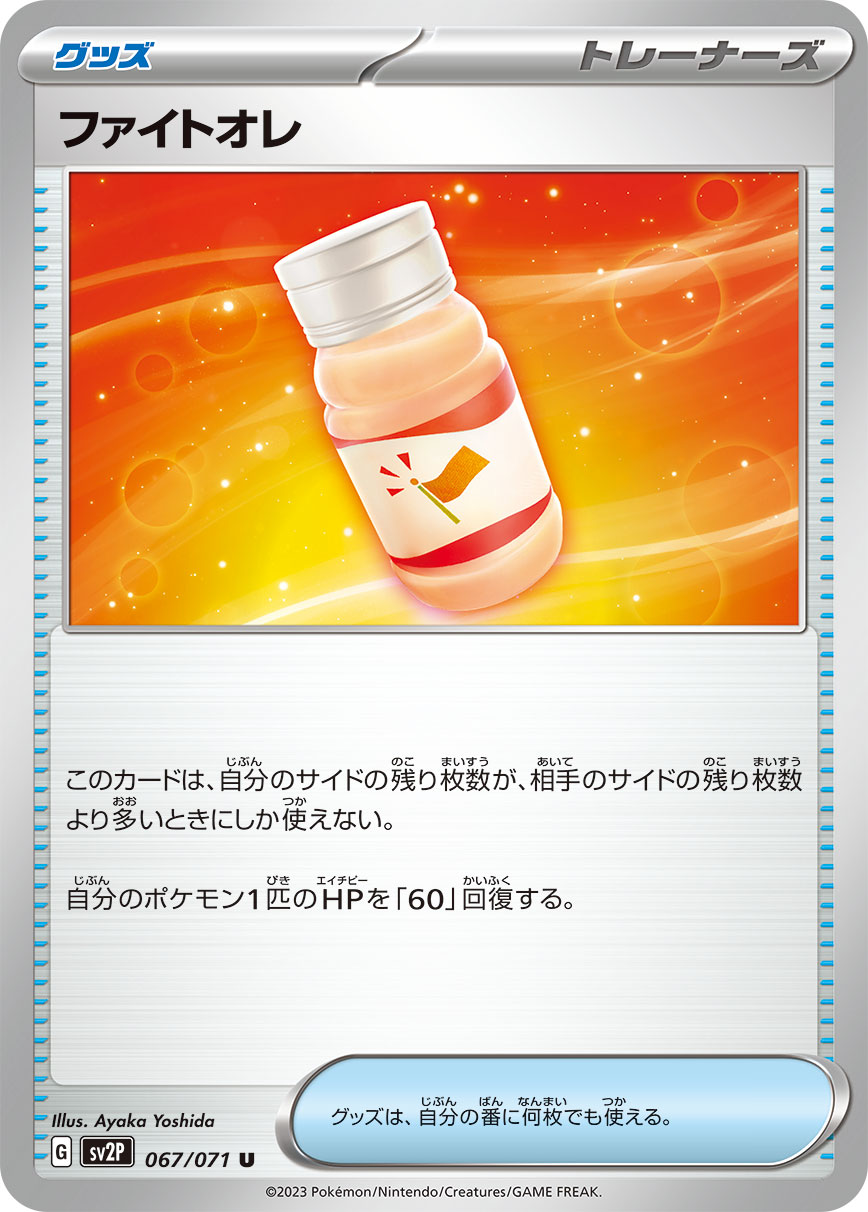 グッズ
トレーナーズ
ファイトオレ
このカードは、自分のサイドの残り枚数が、相手のサイドの残り枚数
より多いときにしか使えない。
自分のポケモン1匹のHPを「60」回復する。
グッズは、自分の番に何枚でも使える。
Illus. Ayaka Yoshida
G sv2P 067/071 U
©2023 Pokémon/Nintendo/Creatures/GAME FREAK.